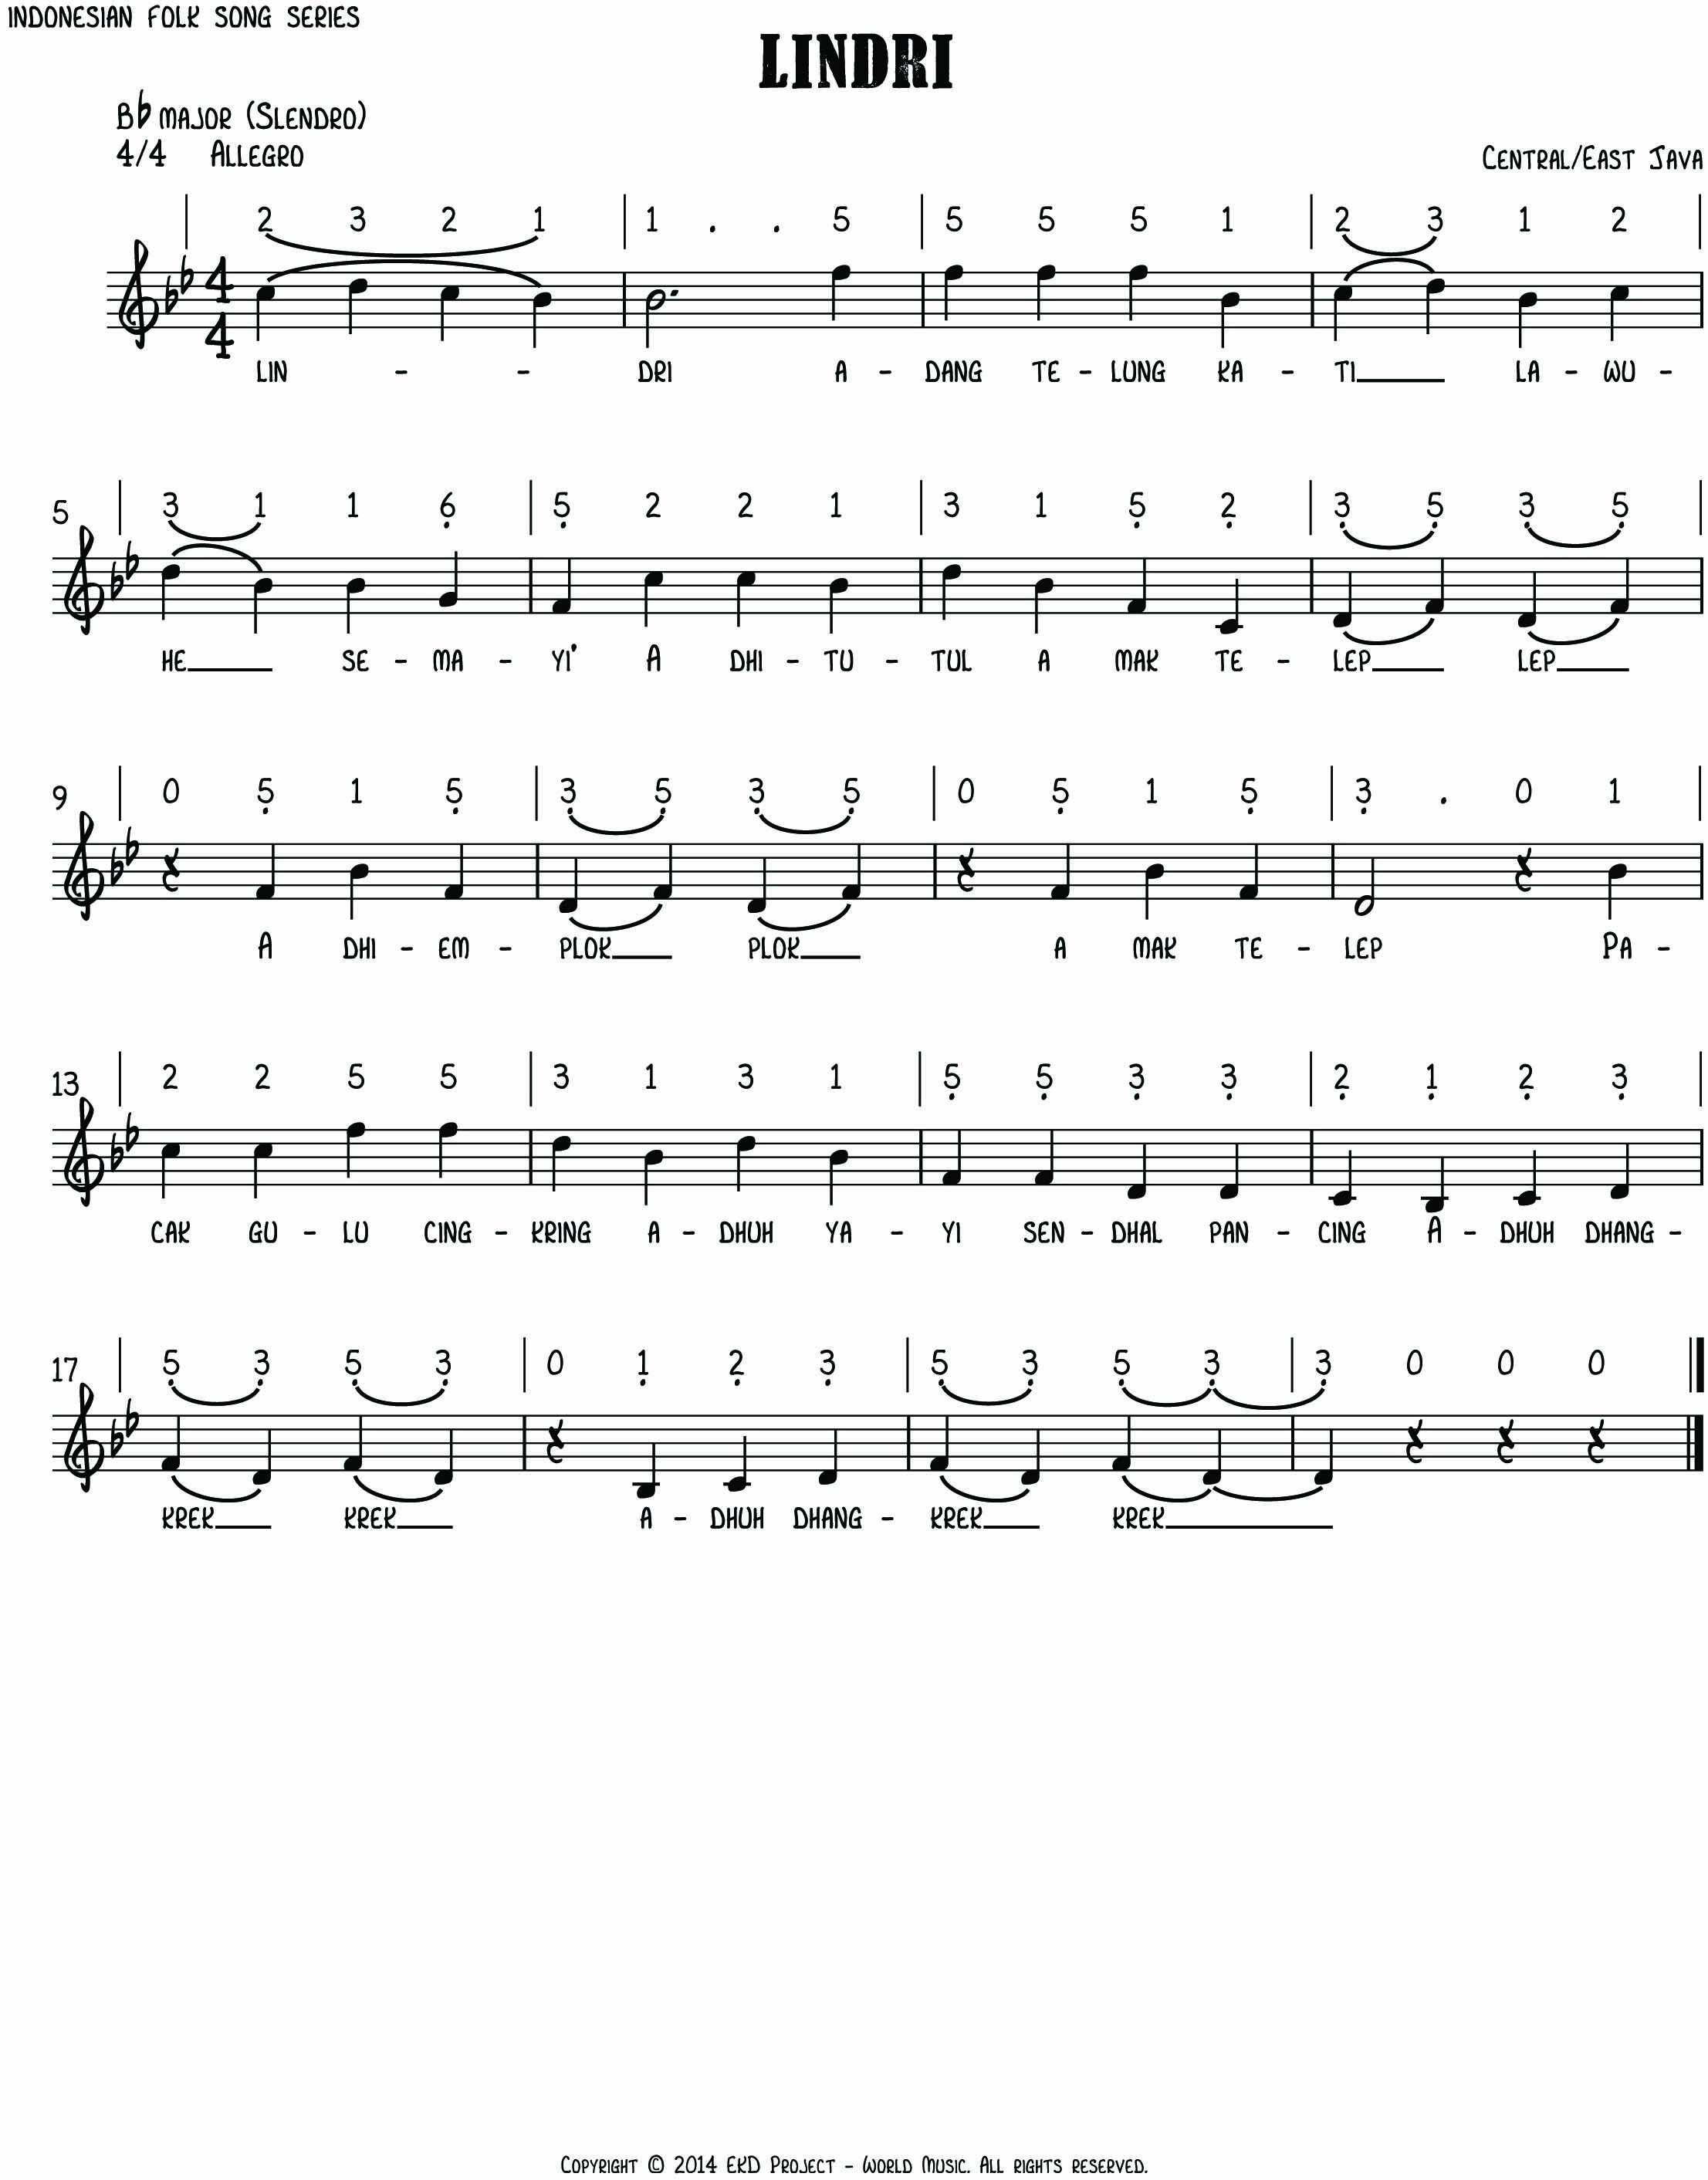 INDONESIAN FOLK SONG SERIES
LINDRI
B♭ MAJOR (SLENDRO)
4/4 ALLEGRO
CENTRAL/EAST JAVA
| 2 3 2 1 | 1 . . 5 | 5 5 5 1 | 2 3 1 2 |
4
4
LIN - - DRI A - DANG TE - LUNG KA - TI LA - WU -
5 | 3 1 1 6̣ | 5̣ 2 2 1 | 3 1 5̣ 2̣ | 3̣ 5̣ 3̣ 5̣ |
HE SE - MA - YI' A DHI - TU - TUL A MAK TE - LEP LEP
9 | 0 5̣ 1 5̣ | 3̣ 5̣ 3̣ 5̣ | 0 5̣ 1 5̣ | 3̣ . 0 1 |
A DHI - EM - PLOK PLOK A MAK TE - LEP PA -
13 | 2 2 5 5 | 3 1 3 1 | 5̣ 5̣ 3̣ 3̣ | 2̣ 1̣ 2̣ 3̣ |
CAK GU - LU CING - KRING A - DHUH YA - YI SEN - DHAL PAN - CING A - DHUH DHANG -
17 | 5̣ 3̣ 5̣ 3̣ | 0 1̣ 2̣ 3̣ | 5̣ 3̣ 5̣ 3̣ | 3̣ 0 0 0 ‖
KREK KREK A - DHUH DHANG - KREK KREK
COPYRIGHT © 2014 EKD PROJECT - WORLD MUSIC. ALL RIGHTS RESERVED.